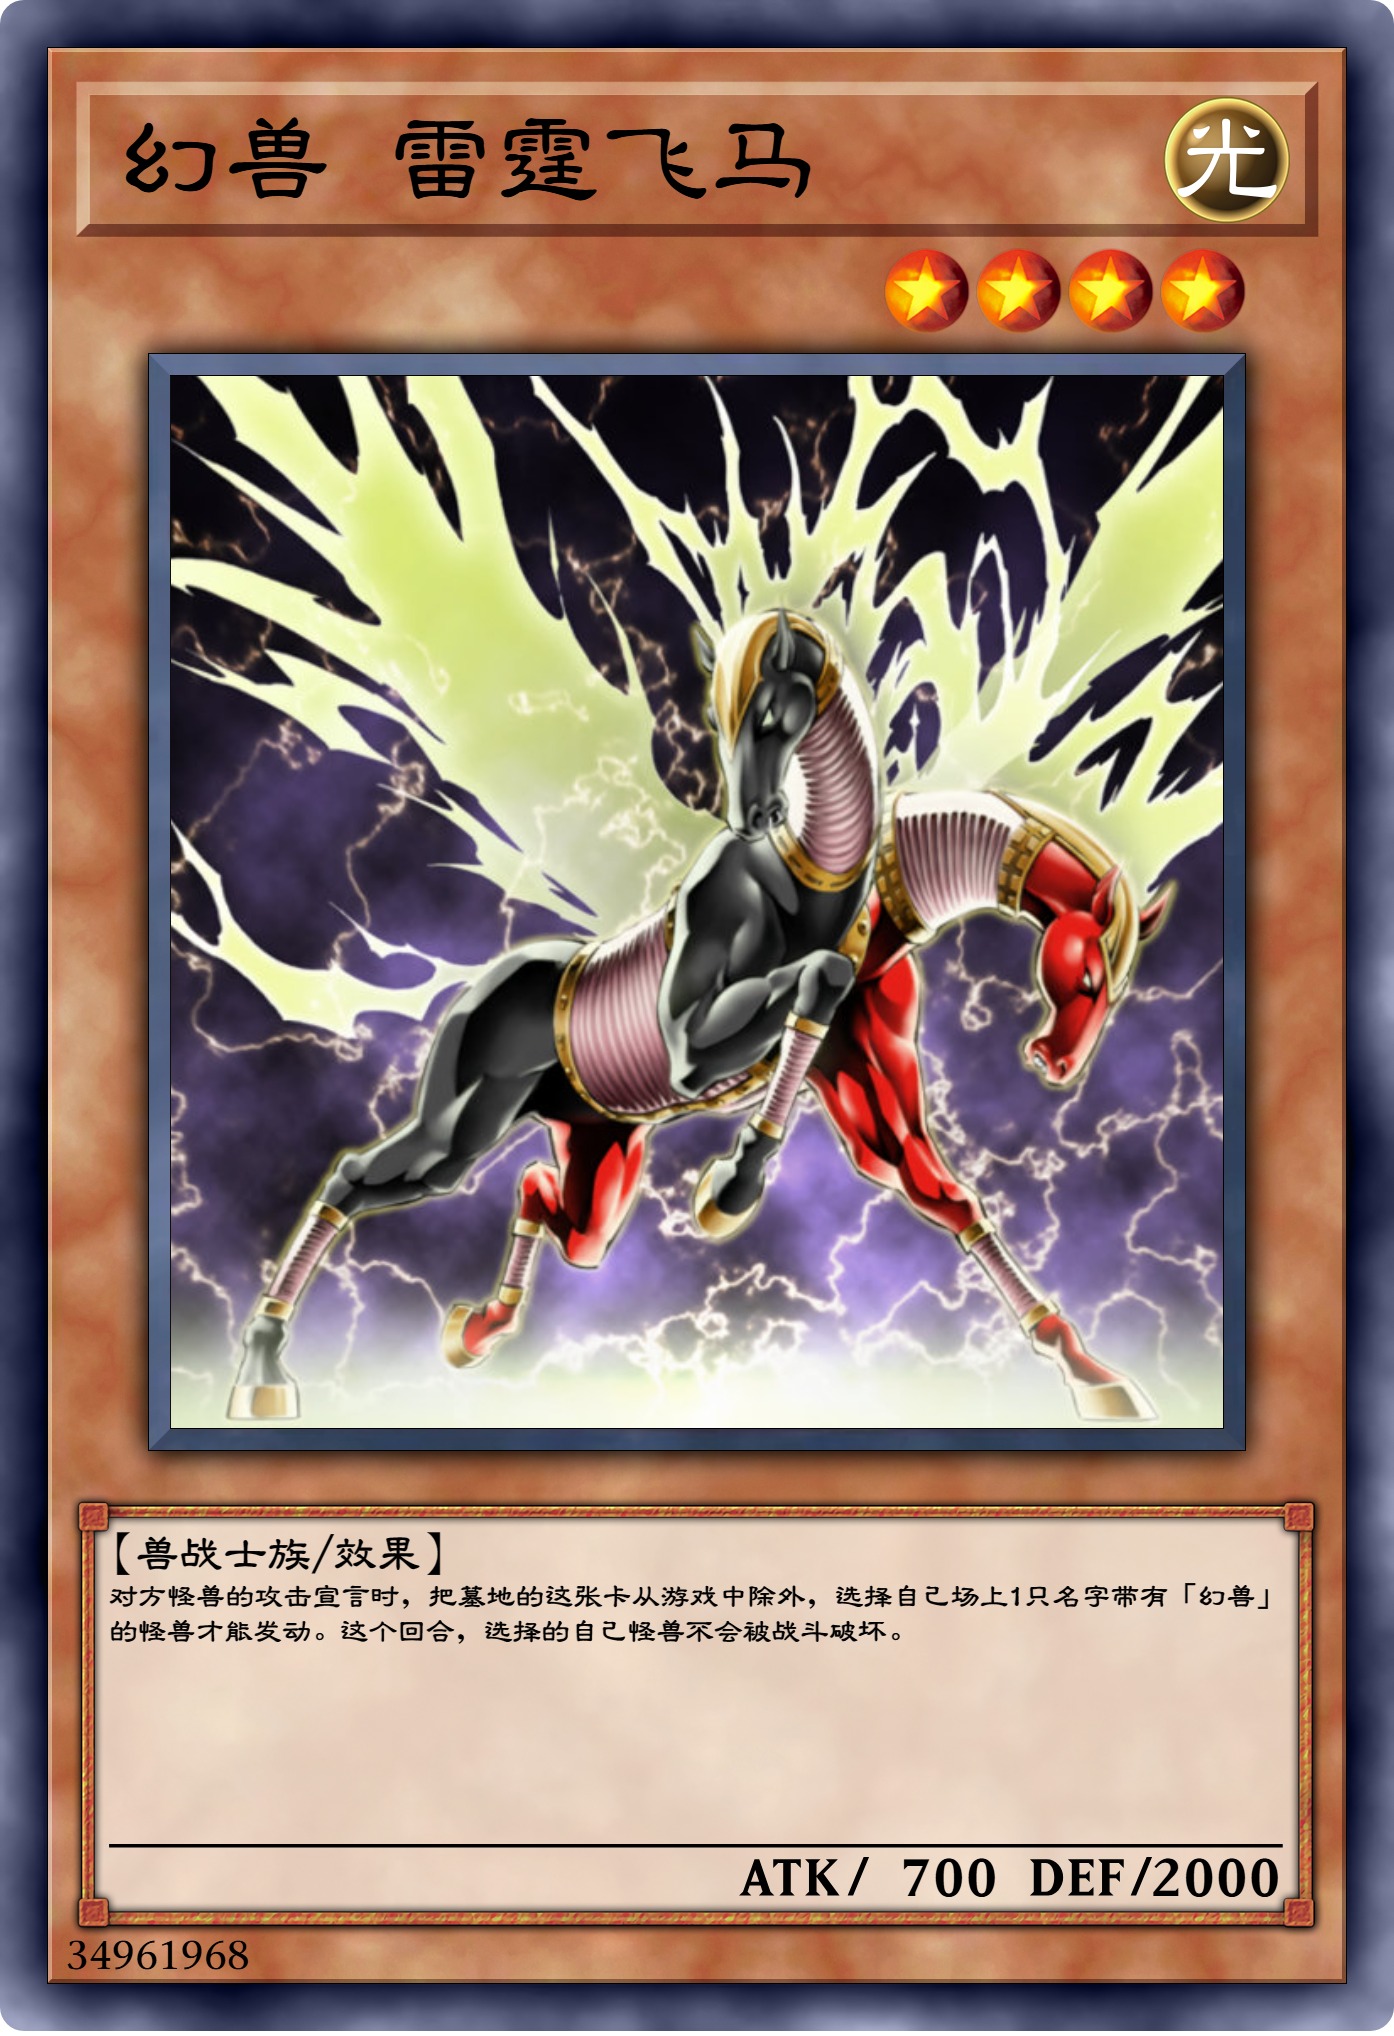 幻兽 雷霆飞马
光
【兽战士族/效果】
对方怪兽的攻击宣言时，把墓地的这张卡从游戏中除外，选择自己场上1只名字带有「幻兽」
的怪兽才能发动。这个回合，选择的自己怪兽不会被战斗破坏。
ATK/ 700 DEF/2000
34961968